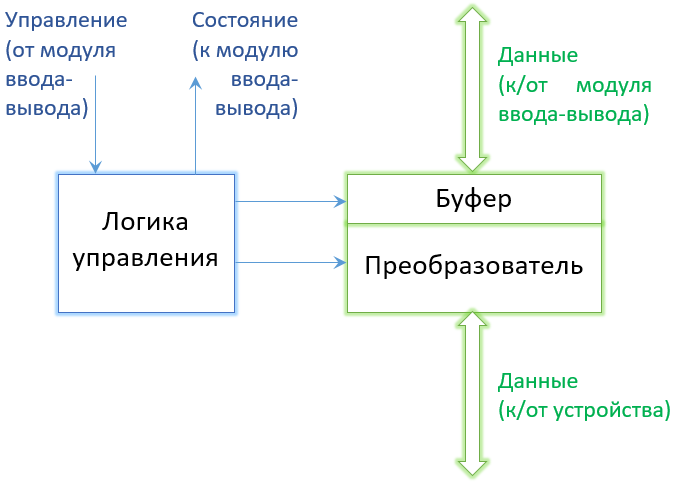 Управление
(от модуля
ввода-
вывода)
Состояние
(к модулю
ввода-
вывода)
Данные
(к/от модуля
ввода-вывода)
Логика
управления
Буфер
Преобразователь
Данные
(к/от устройства)